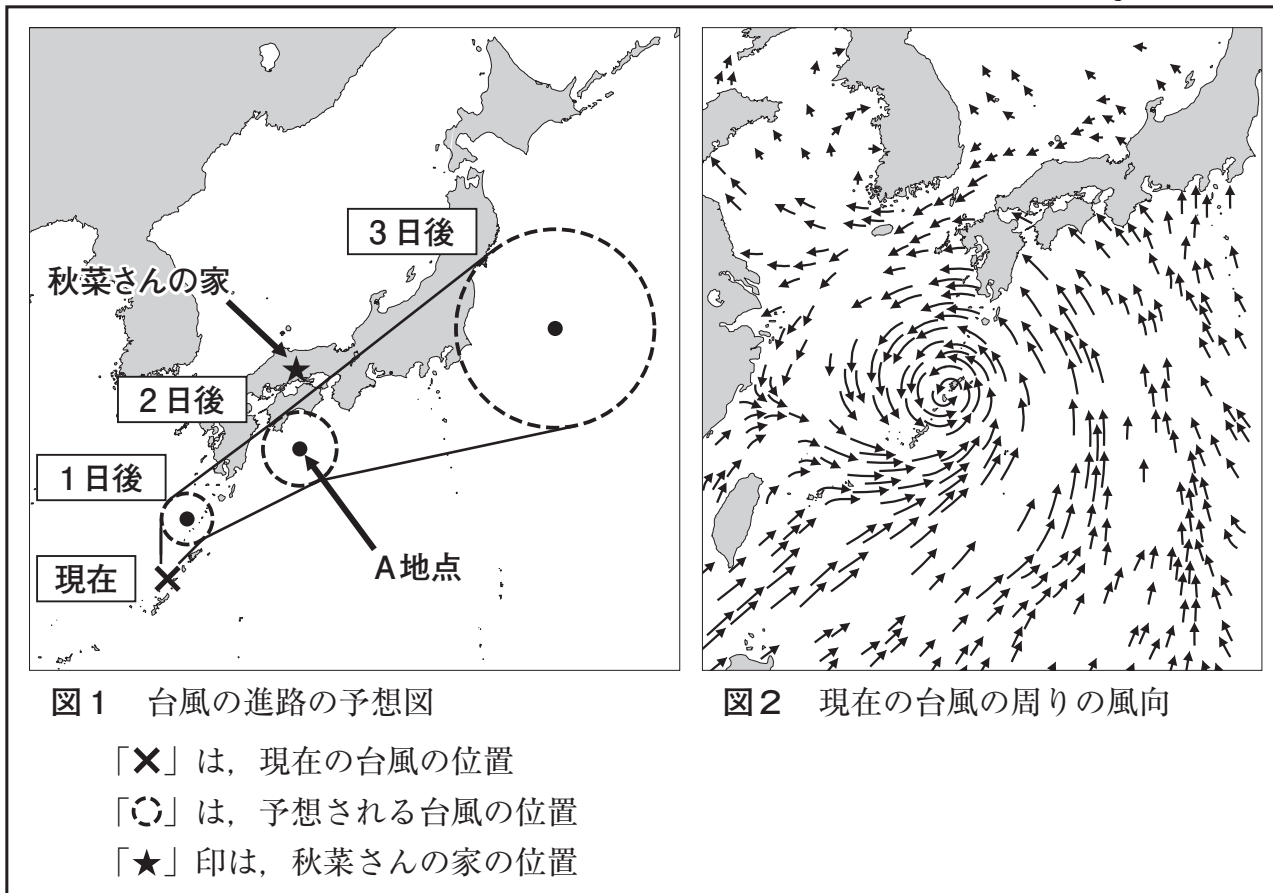 3日後
秋菜さんの家
2日後
1日後
現在
A地点
図1 台風の進路の予想図
図2 現在の台風の周りの風向
「×」は,現在の台風の位置
「◌」は,予想される台風の位置
「★」印は,秋菜さんの家の位置